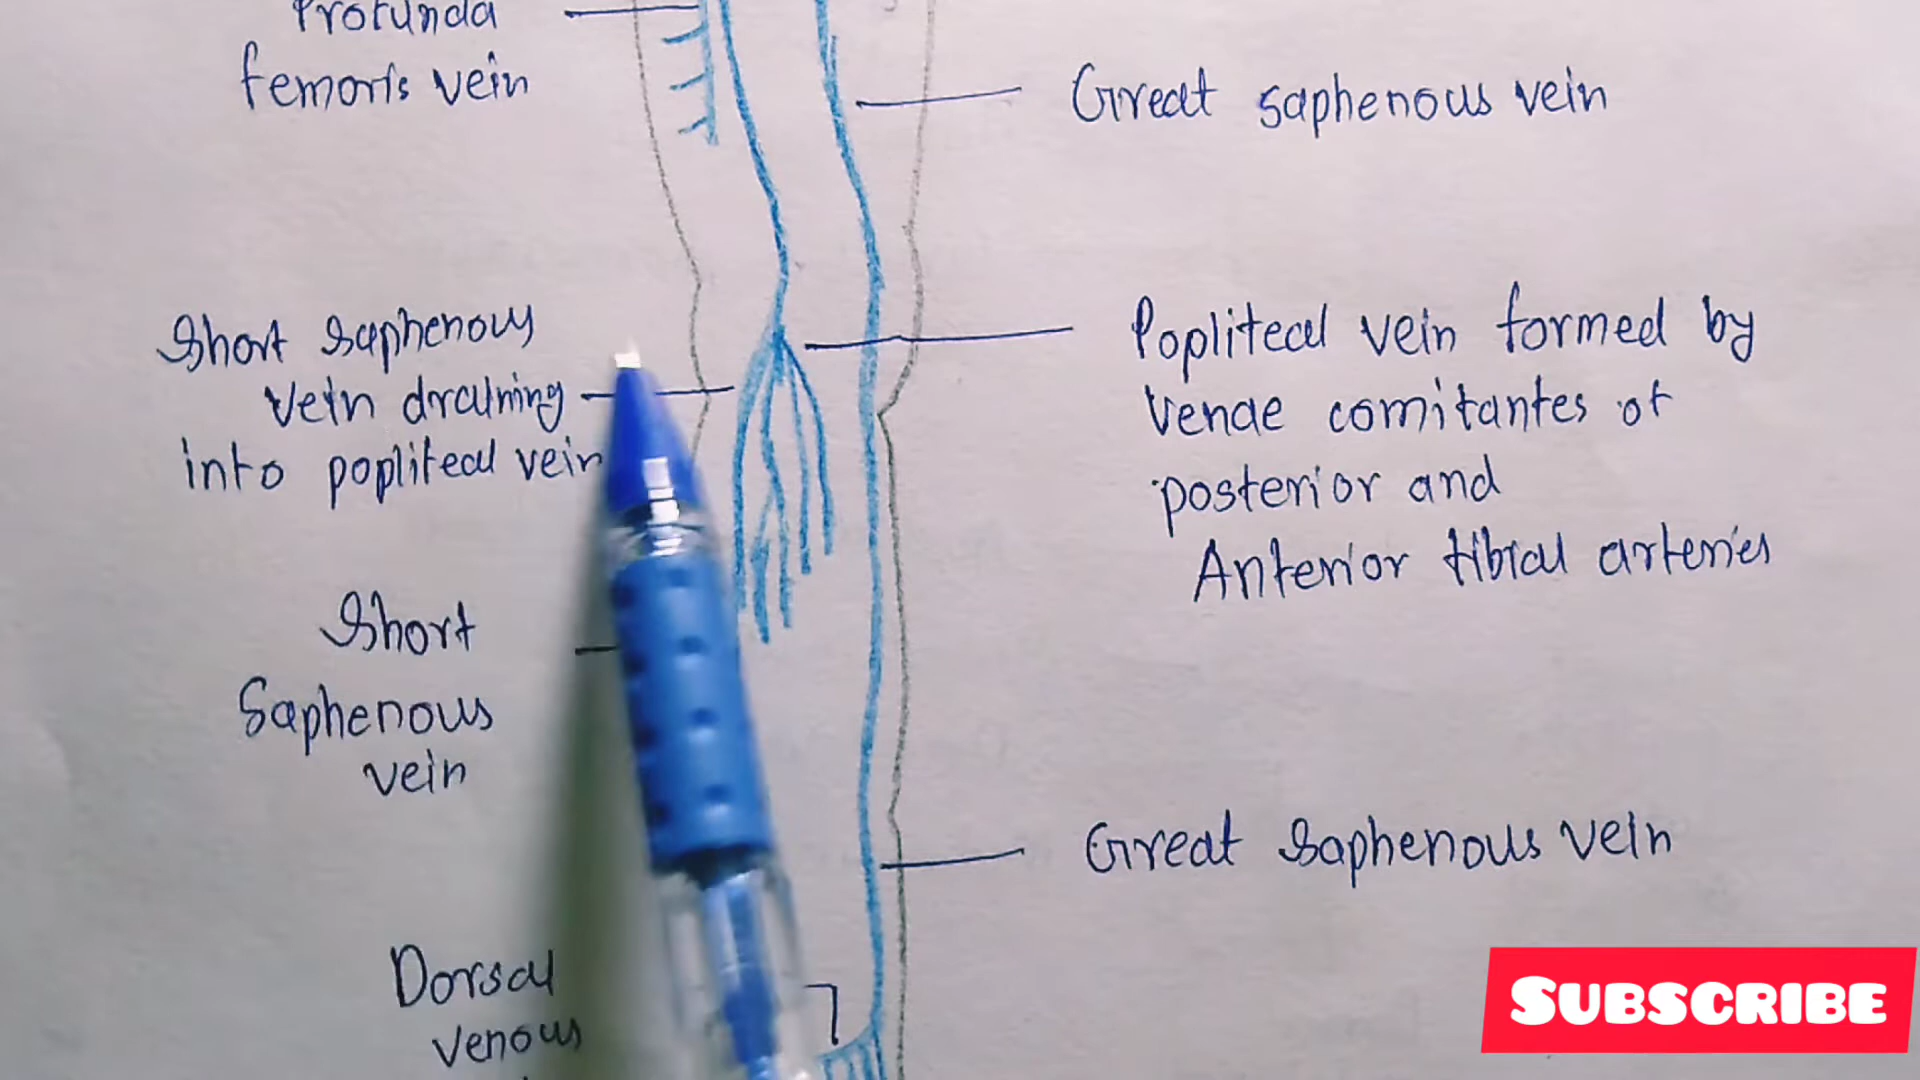 Profunda
femoris vein
Great saphenous vein
Short saphenous
vein draining
into popliteal vein
Popliteal vein formed by
venae comitantes of
posterior and
Anterior tibial arteries
Short
Saphenous
vein
Great saphenous vein
Dorsal
venous
SUBSCRIBE